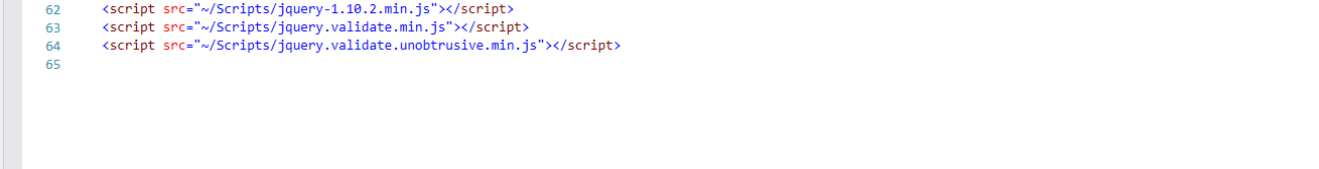 62 <script src="~/Scripts/jquery-1.10.2.min.js"></script>
63 <script src="~/Scripts/jquery.validate.min.js"></script>
64 <script src="~/Scripts/jquery.validate.unobtrusive.min.js"></script>
65